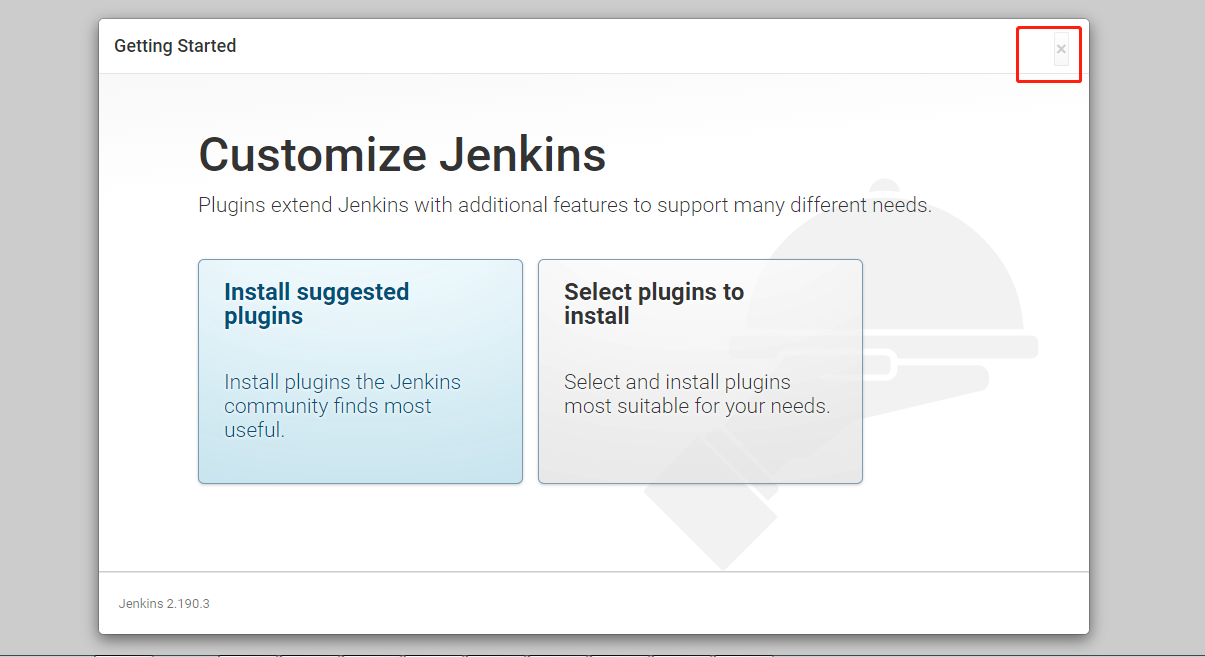 Getting Started
×
Customize Jenkins
Plugins extend Jenkins with additional features to support many different needs.
Install suggested
plugins
Install plugins the Jenkins
community finds most
useful.
Select plugins to
install
Select and install plugins
most suitable for your needs.
Jenkins 2.190.3